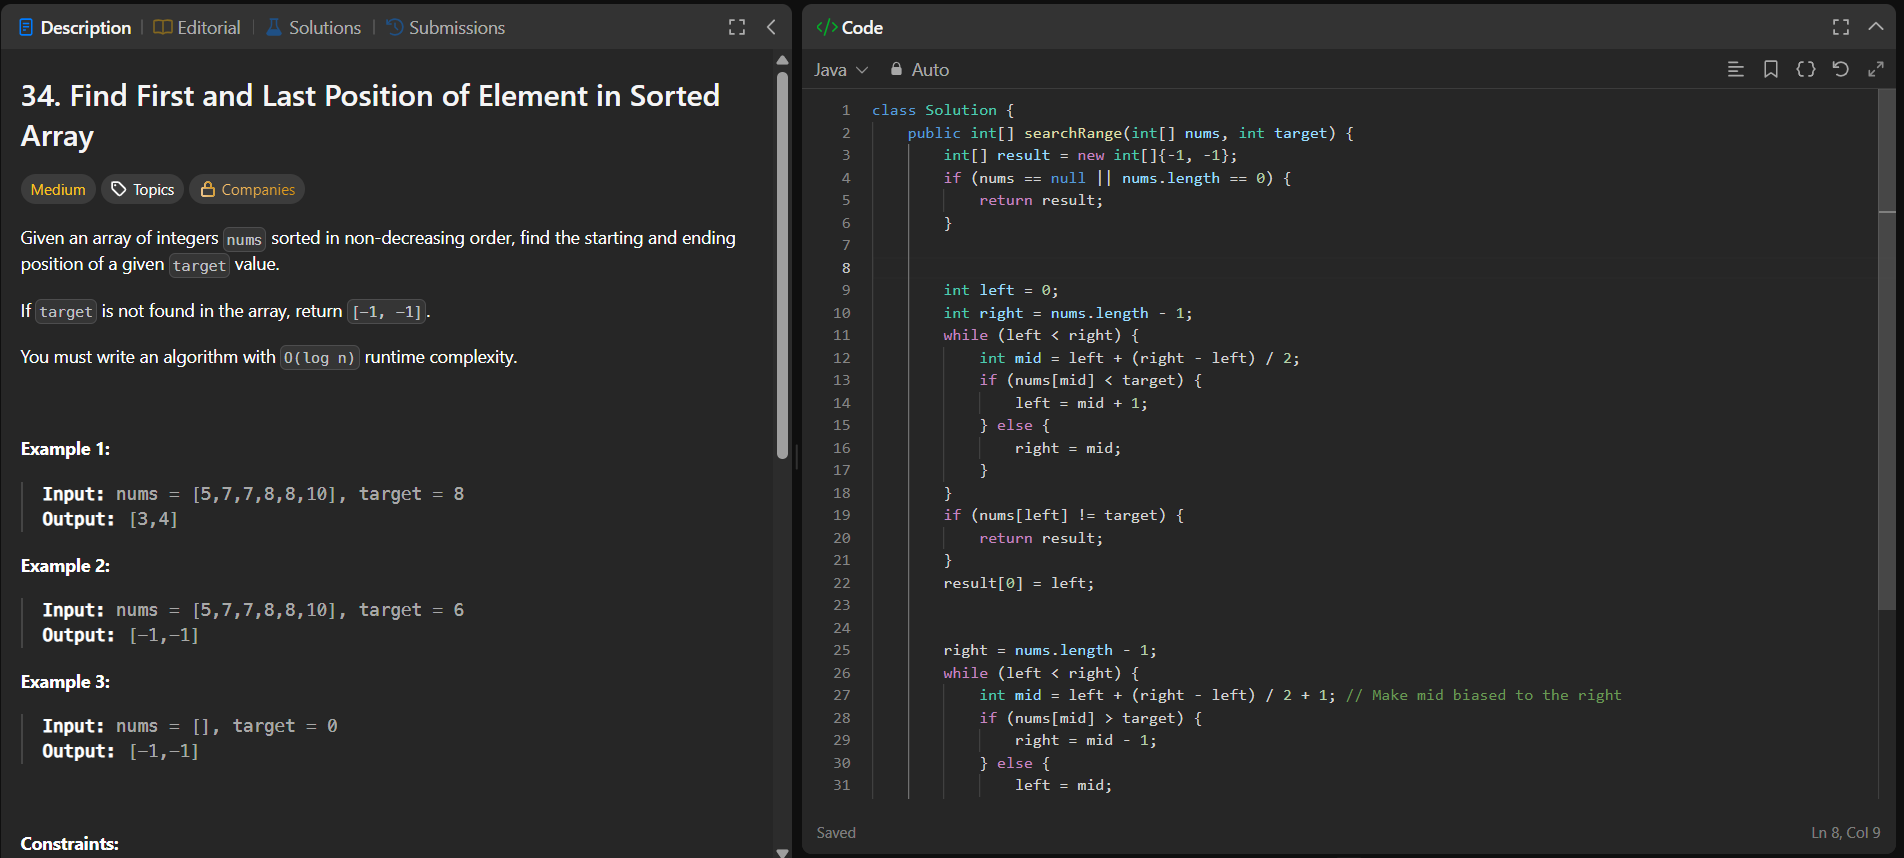 Description | Editorial | Solutions | Submissions
34. Find First and Last Position of Element in Sorted
Array
Medium Topics Companies
Given an array of integers nums sorted in non-decreasing order, find the starting and ending
position of a given target value.
If target is not found in the array, return [-1, -1].
You must write an algorithm with O(log n) runtime complexity.
Example 1:
Input: nums = [5,7,7,8,8,10], target = 8
Output: [3,4]
Example 2:
Input: nums = [5,7,7,8,8,10], target = 6
Output: [-1,-1]
Example 3:
Input: nums = [], target = 0
Output: [-1,-1]
Constraints:
</> Code
Java Auto
1 class Solution {
2 public int[] searchRange(int[] nums, int target) {
3 int[] result = new int[]{-1, -1};
4 if (nums == null || nums.length == 0) {
5 return result;
6 }
7
8
9 int left = 0;
10 int right = nums.length - 1;
11 while (left < right) {
12 int mid = left + (right - left) / 2;
13 if (nums[mid] < target) {
14 left = mid + 1;
15 } else {
16 right = mid;
17 }
18 }
19 if (nums[left] != target) {
20 return result;
21 }
22 result[0] = left;
23
24
25 right = nums.length - 1;
26 while (left < right) {
27 int mid = left + (right - left) / 2 + 1; // Make mid biased to the right
28 if (nums[mid] > target) {
29 right = mid - 1;
30 } else {
31 left = mid;
Saved Ln 8, Col 9